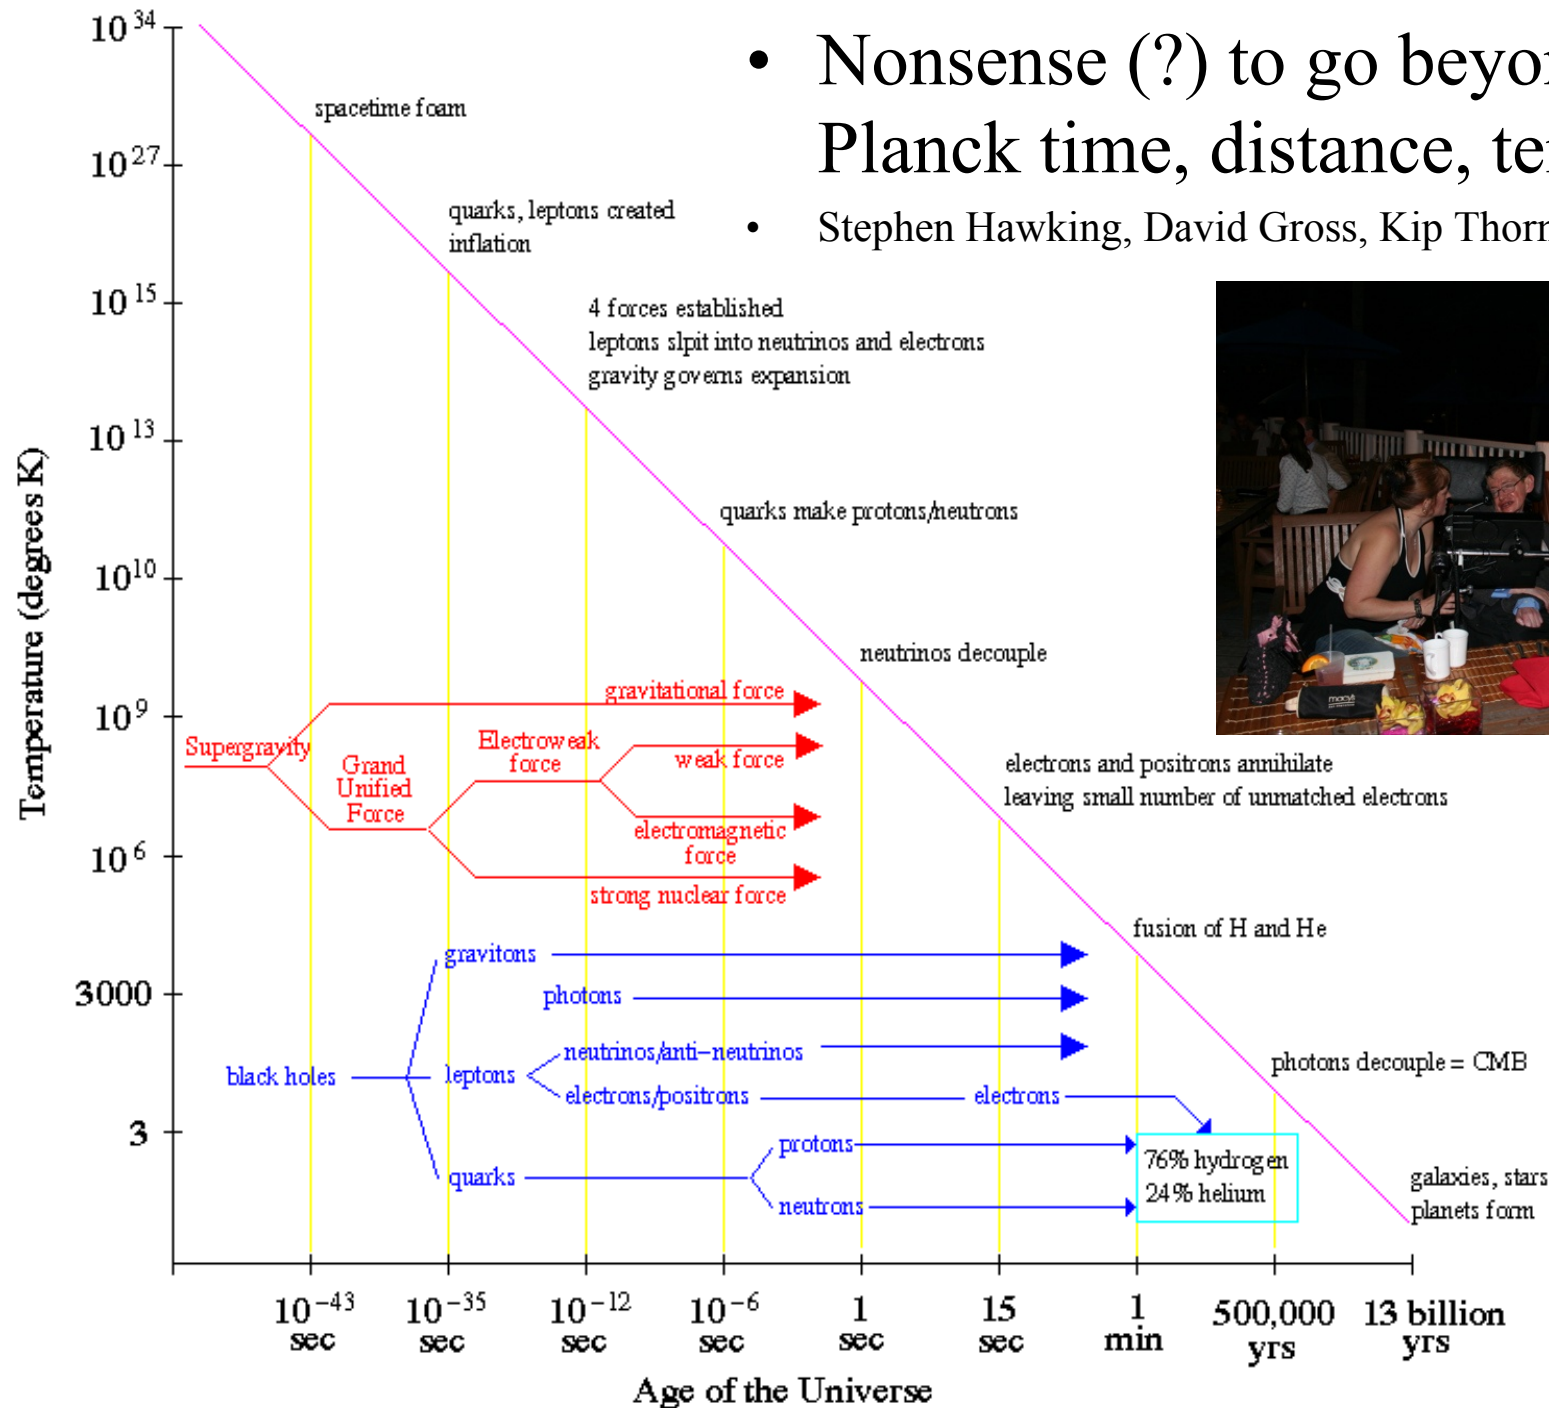 • Nonsense (?) to go beyo
Planck time, distance, te
• Stephen Hawking, David Gross, Kip Thorn
Temperature (degrees K)
10^34
10^27
10^15
10^13
10^10
10^9
10^6
3000
3
spacetime foam
quarks, leptons created
inflation
4 forces established
leptons slpit into neutrinos and electrons
gravity governs expansion
quarks make protons/neutrons
neutrinos decouple
electrons and positrons annihilate
leaving small number of unmatched electrons
fusion of H and He
photons decouple = CMB
galaxies, stars
planets form
Supergravity
gravitational force
Grand
Unified
Force
Electroweak
force
weak force
electromagnetic
force
strong nuclear force
black holes
gravitons
photons
leptons
neutrinos/anti-neutrinos
electrons/positrons
electrons
quarks
protons
neutrons
76% hydrogen
24% helium
macys
10^-43 sec
10^-35 sec
10^-12 sec
10^-6 sec
1 sec
15 sec
1 min
500,000 yrs
13 billion yrs
Age of the Universe